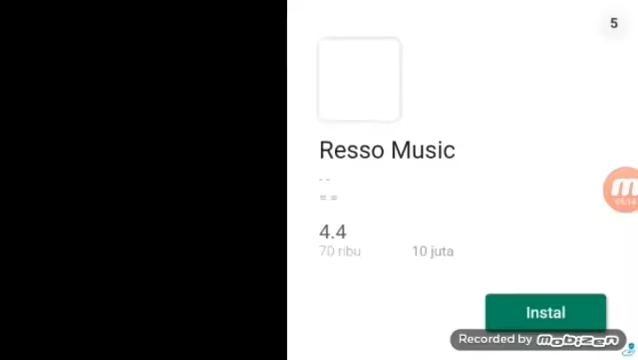 5
Resso Music
- -
= =
4.4
70 ribu
10 juta
Instal
Recorded by mobizen